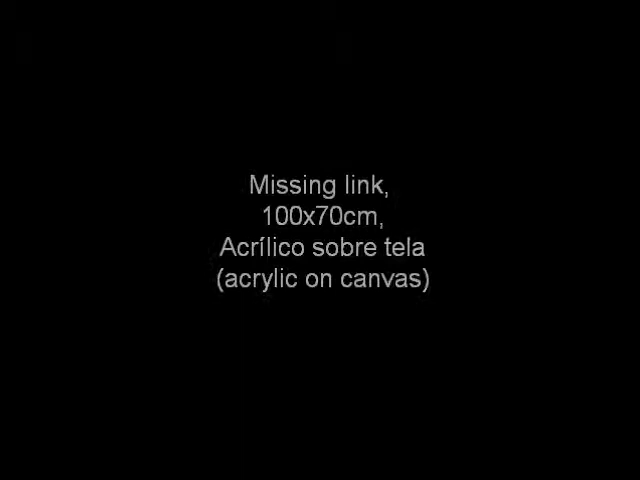 Missing link,
100x70cm,
Acrílico sobre tela
(acrylic on canvas)